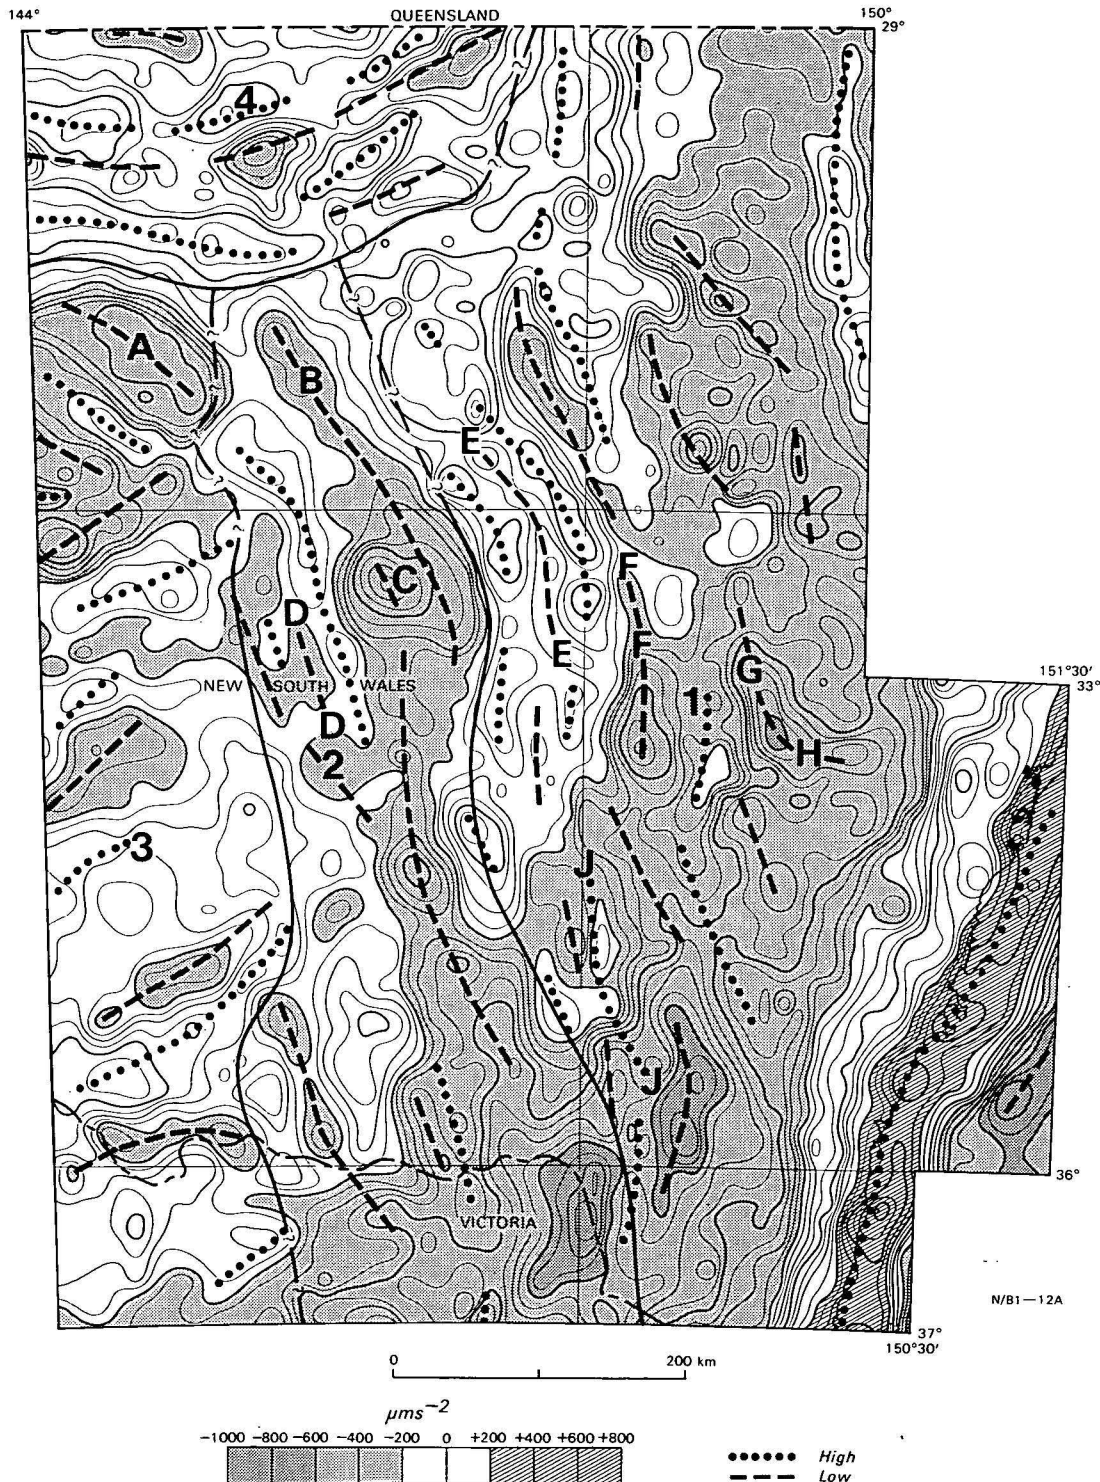 144°
QUEENSLAND
150°
29°
4
A
B
E
C
F
D
F
E
G
NEW SOUTH WALES
1
151°30'
33°
D
2
H
3
J
J
36°
VICTORIA
N/B1—12A
37°
150°30'
0 200 km
μms⁻²
-1000 -800 -600 -400 -200 0 +200 +400 +600 +800
High
Low